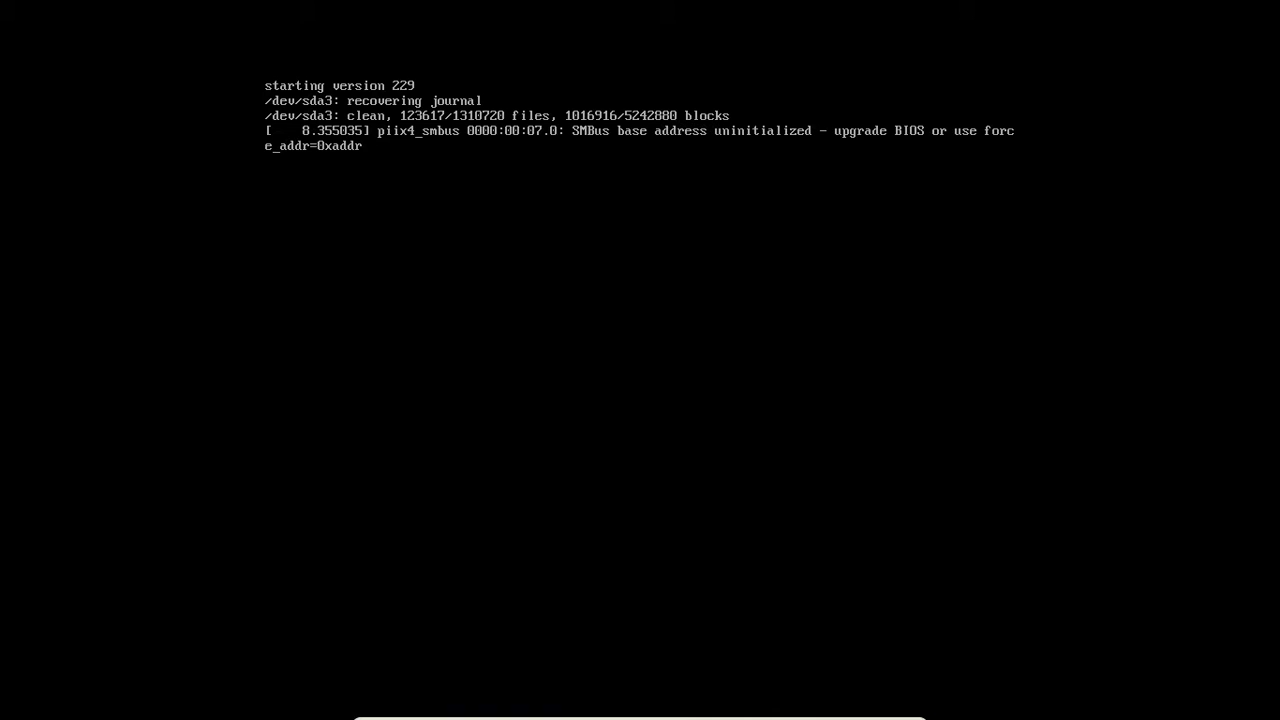 starting version 229
/dev/sda3: recovering journal
/dev/sda3: clean, 123617/1310720 files, 1016916/5242880 blocks
[    8.355035] piix4_smbus 0000:00:07.0: SMBus base address uninitialized - upgrade BIOS or use forc
e_addr=0xaddr